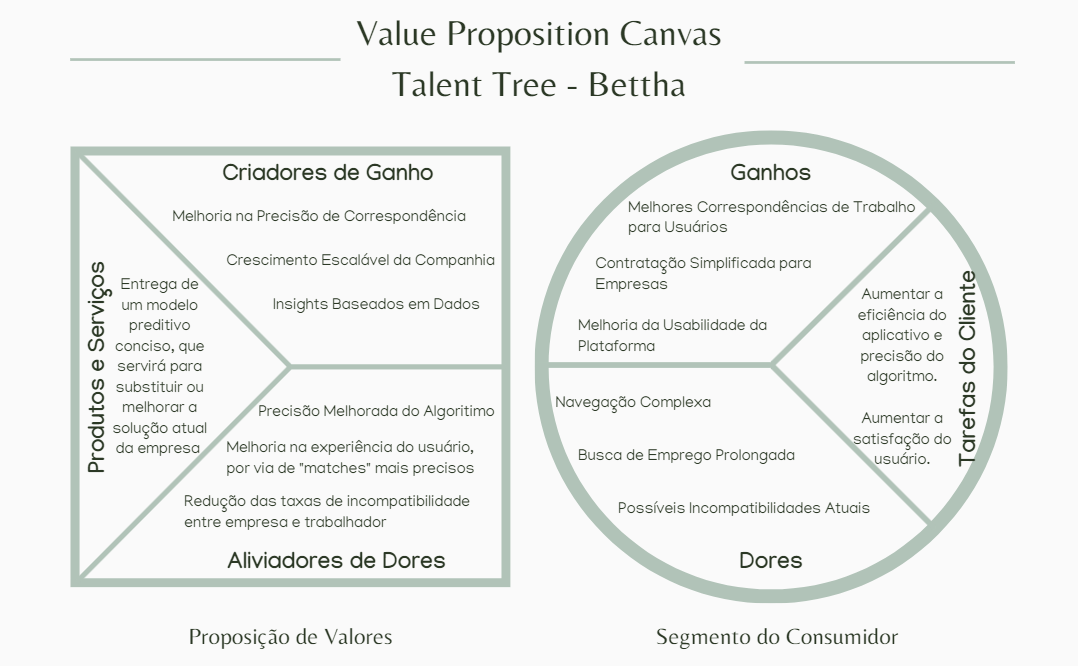 Value Proposition Canvas
Talent Tree - Bettha
Criadores de Ganho
Melhoria na Precisão de Correspondência
Crescimento Escalável da Companhia
Insights Baseados em Dados
Produtos e Serviços
Entrega de
um modelo
preditivo
conciso, que
servirá para
substituir ou
melhorar a
solução atual
da empresa
Precisão Melhorada do Algoritimo
Melhoria na experiência do usuário,
por via de "matches" mais precisos
Redução das taxas de incompatibilidade
entre empresa e trabalhador
Aliviadores de Dores
Proposição de Valores
Ganhos
Melhores Correspondências de Trabalho
para Usuários
Contratação Simplificada para
Empresas
Melhoria da Usabilidade da
Plataforma
Aumentar a
eficiência do
aplicativo e
precisão do
algoritmo.
Aumentar a
satisfação do
usuário.
Tarefas do Cliente
Navegação Complexa
Busca de Emprego Prolongada
Possíveis Incompatibilidades Atuais
Dores
Segmento do Consumidor